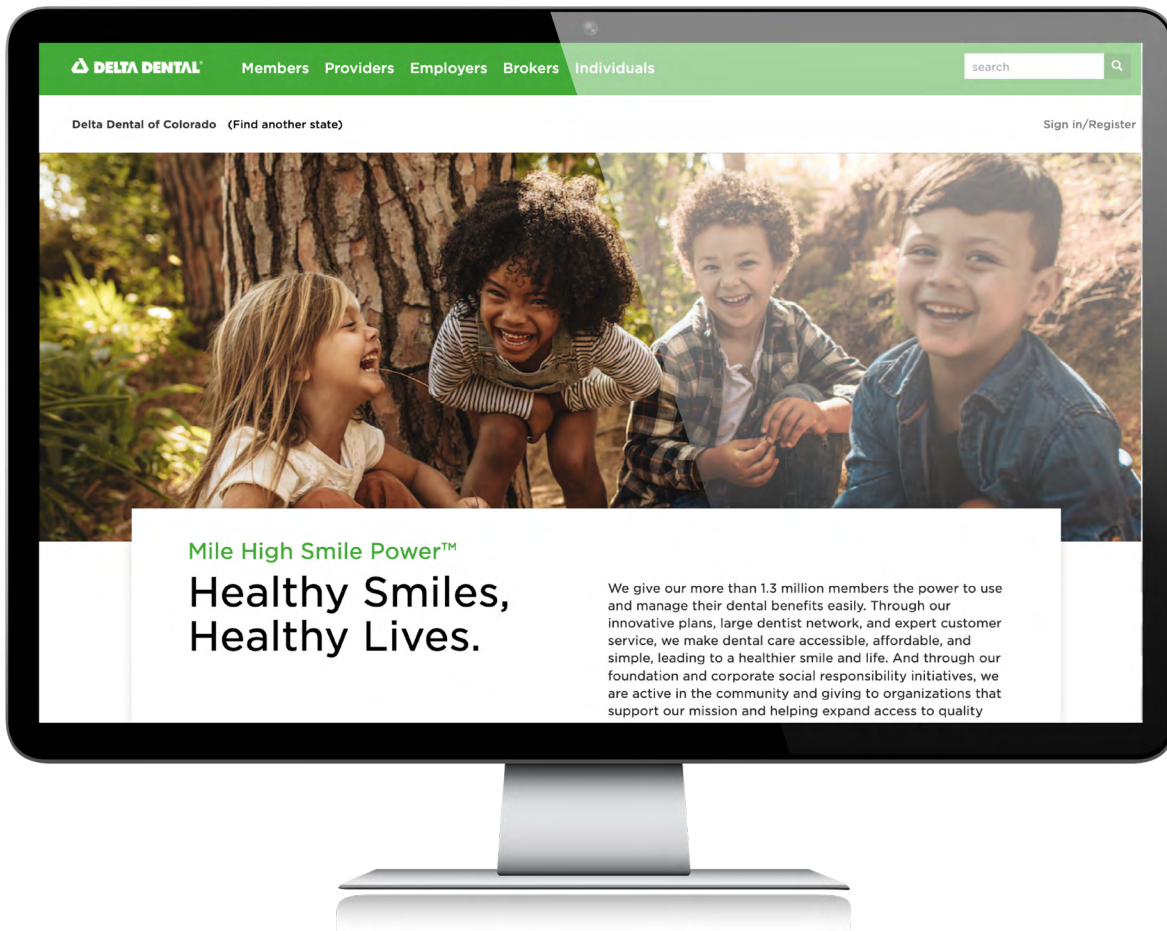 DELTA DENTAL®
Members Providers Employers Brokers Individuals
search
Delta Dental of Colorado (Find another state)
Sign in/Register
Mile High Smile Power™
Healthy Smiles,
Healthy Lives.
We give our more than 1.3 million members the power to use
and manage their dental benefits easily. Through our
innovative plans, large dentist network, and expert customer
service, we make dental care accessible, affordable, and
simple, leading to a healthier smile and life. And through our
foundation and corporate social responsibility initiatives, we
are active in the community and giving to organizations that
support our mission and helping expand access to quality